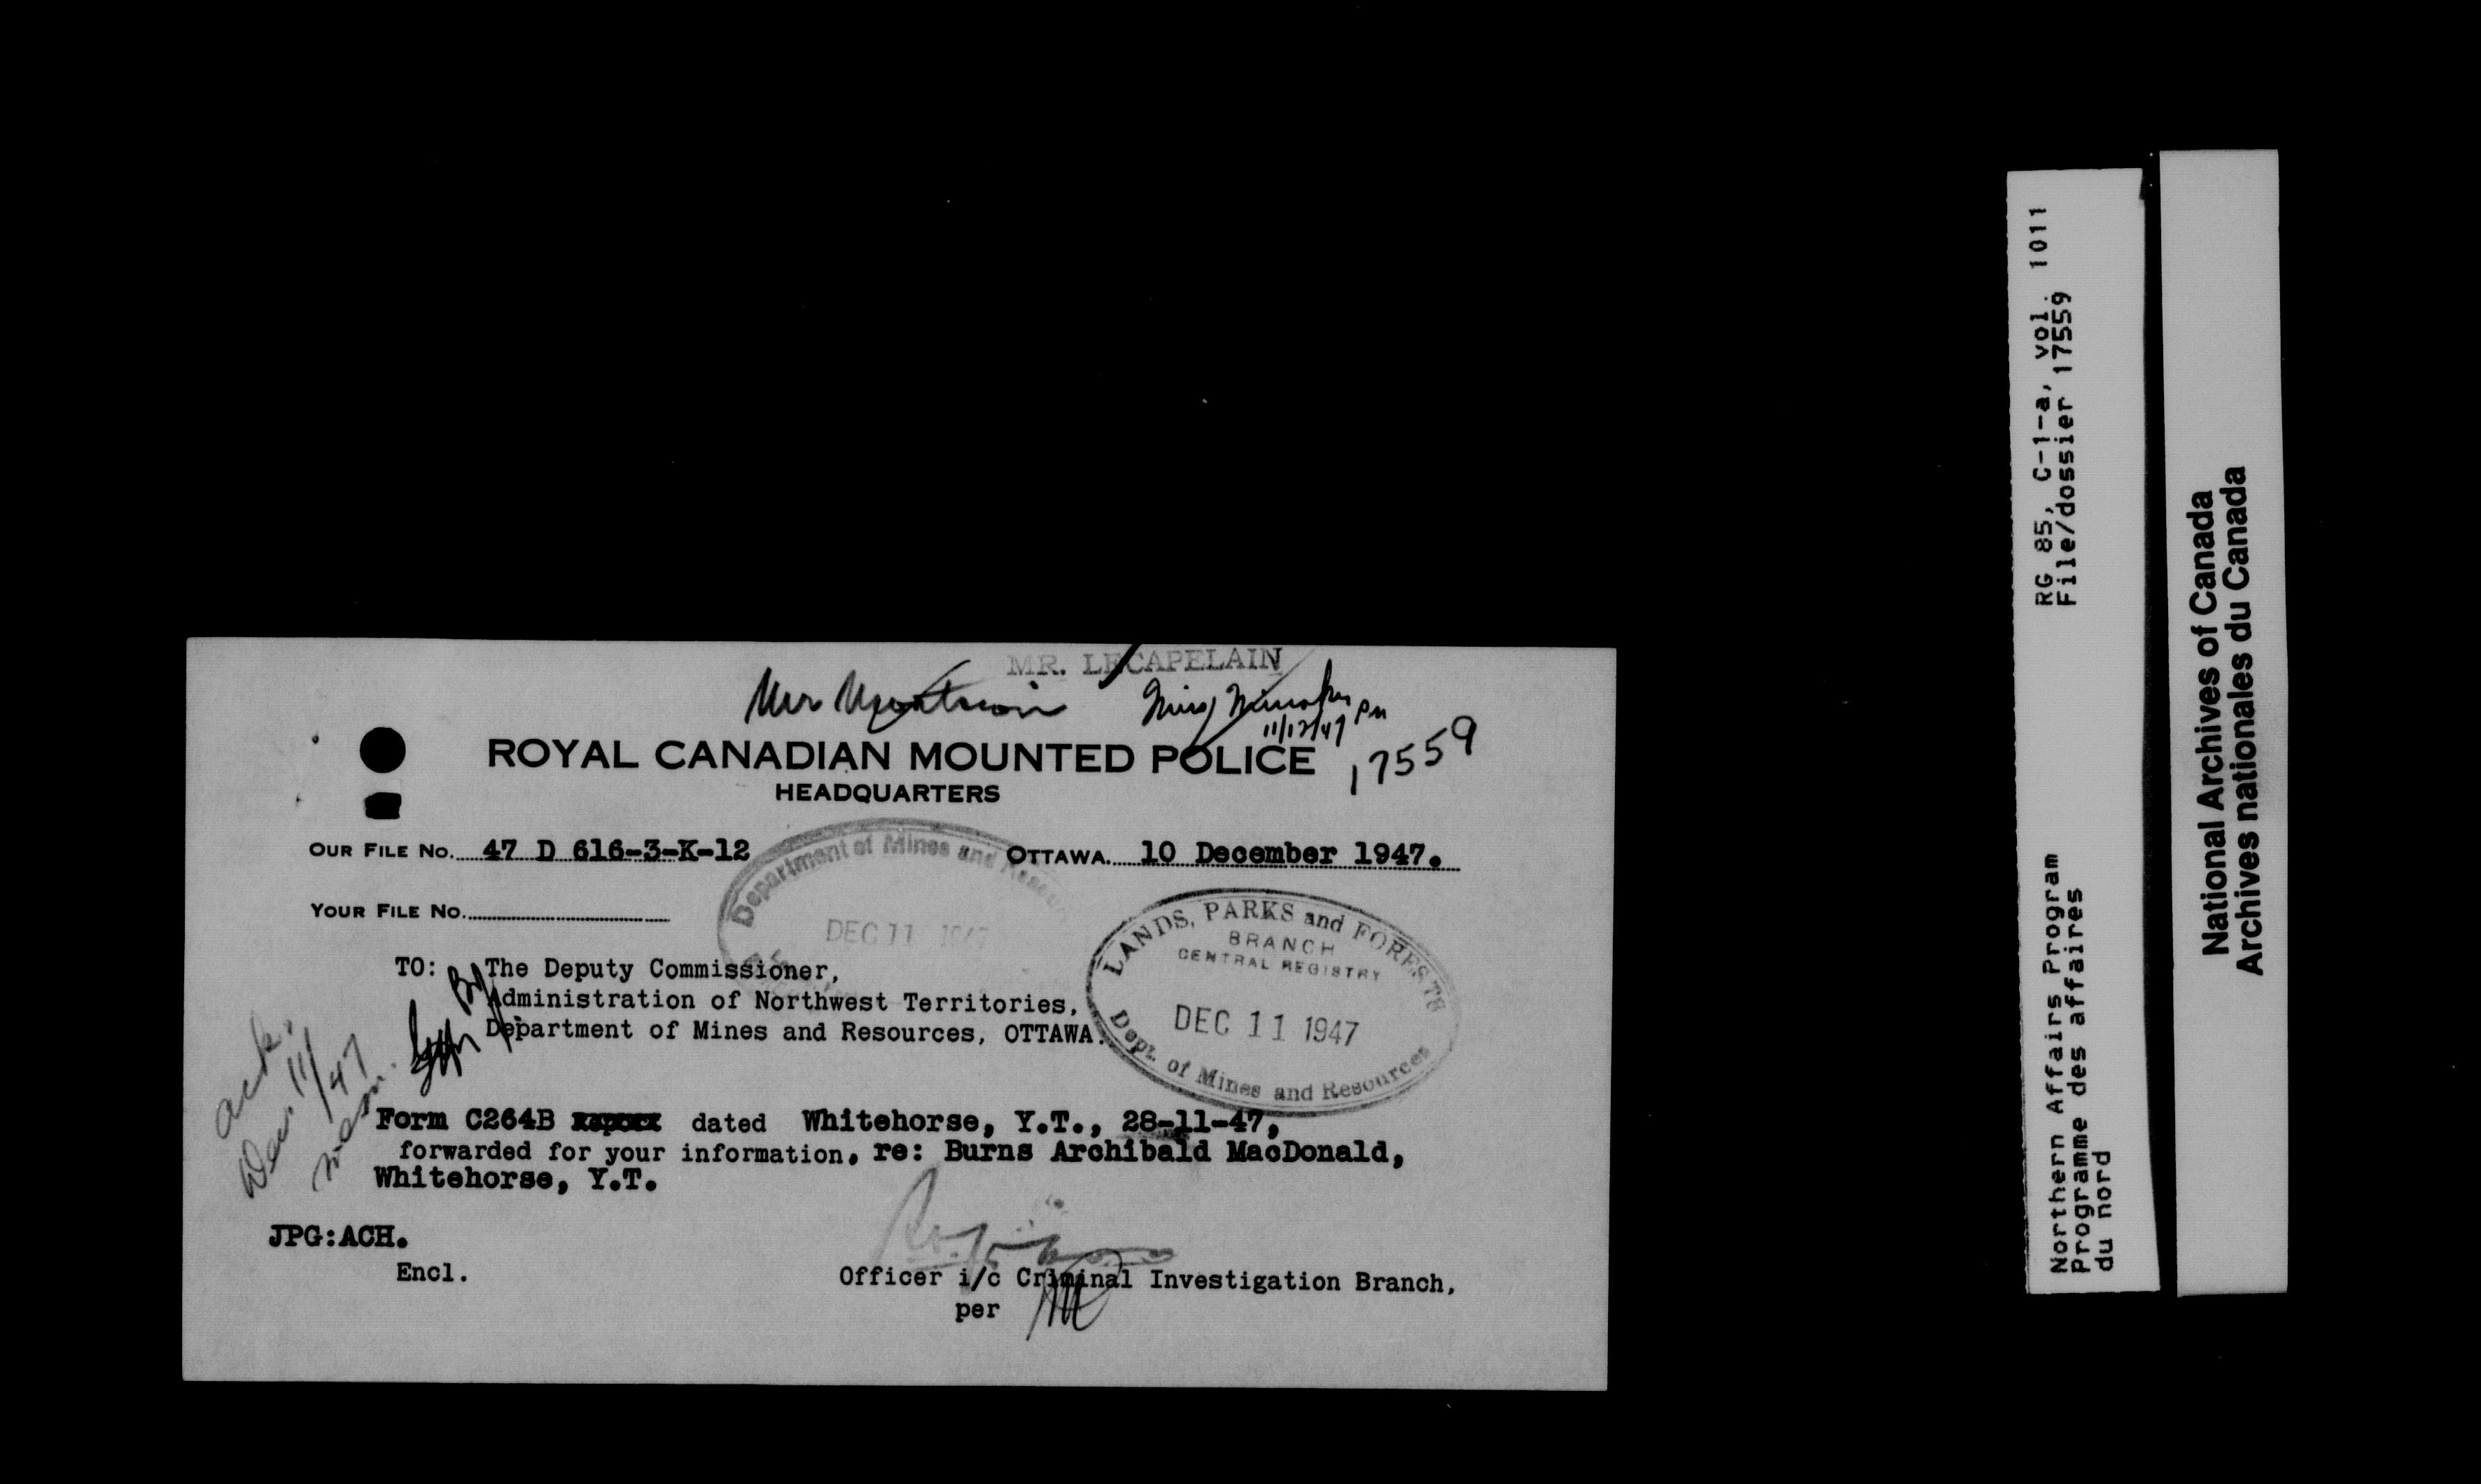 MR. LECAPELAIN
11/12/47
ROYAL CANADIAN MOUNTED POLICE
17559
HEADQUARTERS
OUR FILE No. 47 D 616-3-K-12
OTTAWA. 10 December 1947.
YOUR FILE No.
Department of Mines and
DEC 11 1947
LANDS, PARKS and FORESTS
BRANCH
CENTRAL REGISTRY
DEC 11 1947
Dept. of Mines and Resources
TO: The Deputy Commissioner,
Administration of Northwest Territories,
Department of Mines and Resources, OTTAWA.
ack.
Dec. 11/47
Form C264B dated Whitehorse, Y.T., 28-11-47,
forwarded for your information, re: Burns Archibald MacDonald,
Whitehorse, Y.T.
JPG:ACH.
Encl.
Officer i/c Criminal Investigation Branch,
per
RG 85, C-1-a, vol. 1011
File/dossier 17559
Northern Affairs Program
Programme des affaires
du nord
National Archives of Canada
Archives nationales du Canada